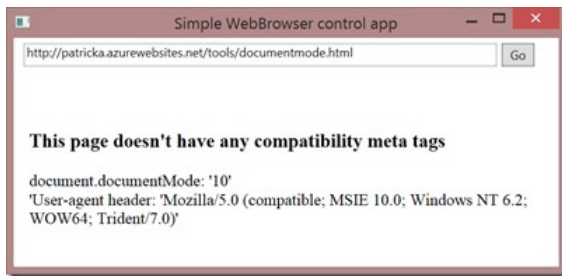 Simple WebBrowser control app
http://patricka.azurewebsites.net/tools/documentmode.html
Go
This page doesn't have any compatibility meta tags
document.documentMode: '10'
'User-agent header: 'Mozilla/5.0 (compatible; MSIE 10.0; Windows NT 6.2;
WOW64; Trident/7.0)'